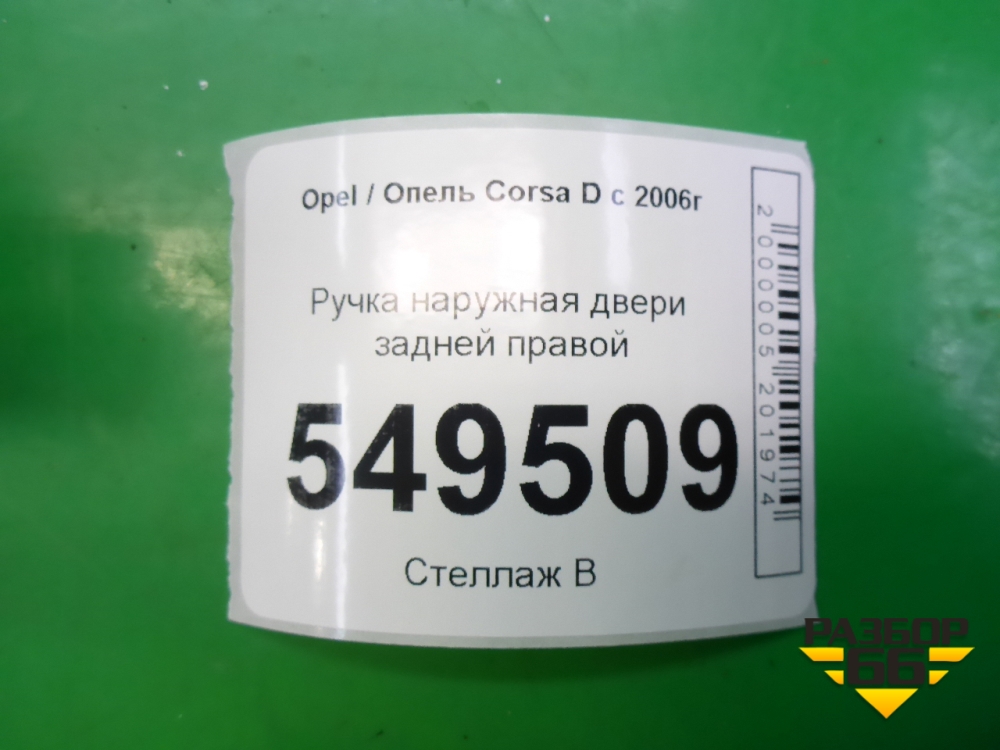 Opel / Опель Corsa D с 2006г
Ручка наружная двери
задней правой
549509
Стеллаж В
2000005201974
РАЗБОР
66